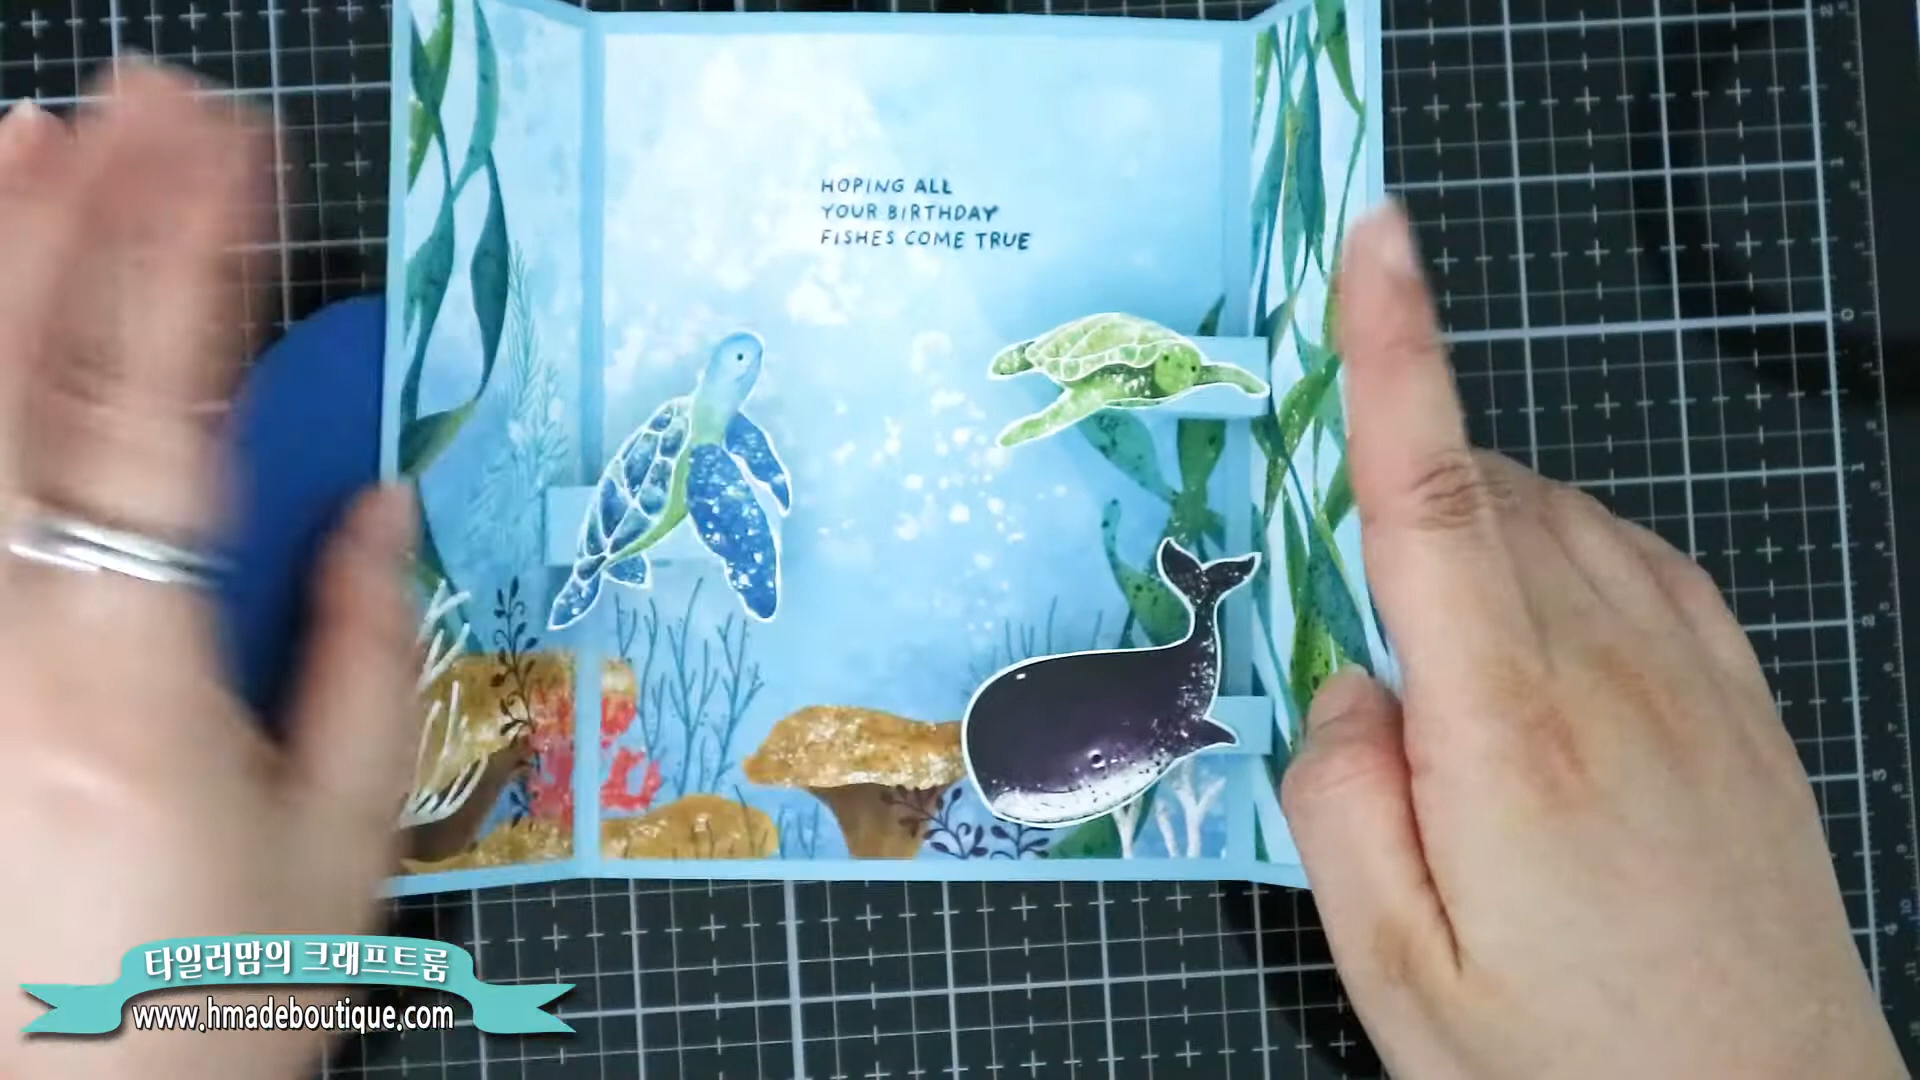 HOPING ALL
YOUR BIRTHDAY
FISHES COME TRUE
타일러맘의 크래프트룸
www.hmadeboutique.com